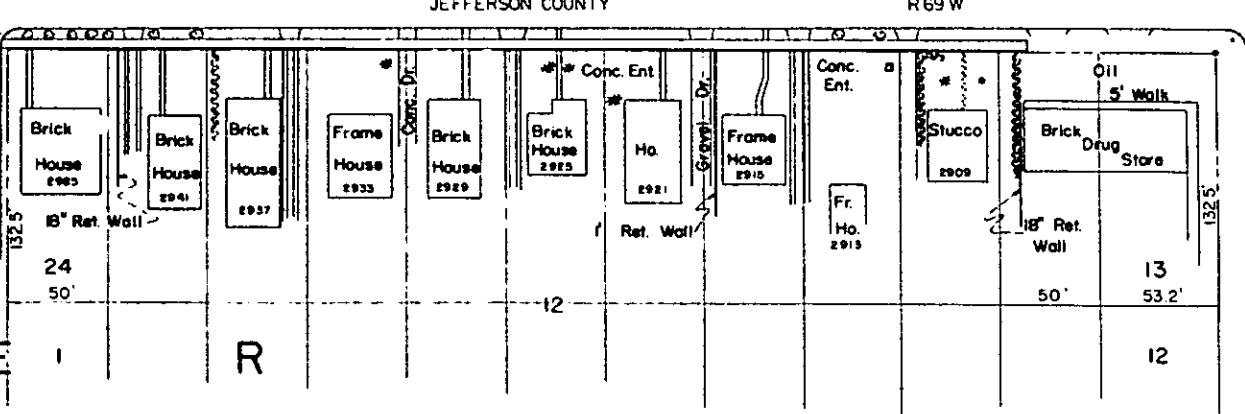 JEFFERSON COUNTY R 69 W
Brick
House
2985
Brick
House
2941
Brick
House
2937
Frame
House
2933
Conc. Dr.
Brick
House
2929
Conc. Ent
Brick
House
2925
Ho.
2921
Gravel Dr.
Frame
House
2915
Conc.
Ent.
Fr.
Ho.
2913
Stucco
2909
Oil
5' Walk
Brick
Drug
Store
132.5'
18" Ret. Wall
1' Ret. Wall
18" Ret.
Wall
132.5'
24
50'
12
13
50'
53.2'
1
R
12